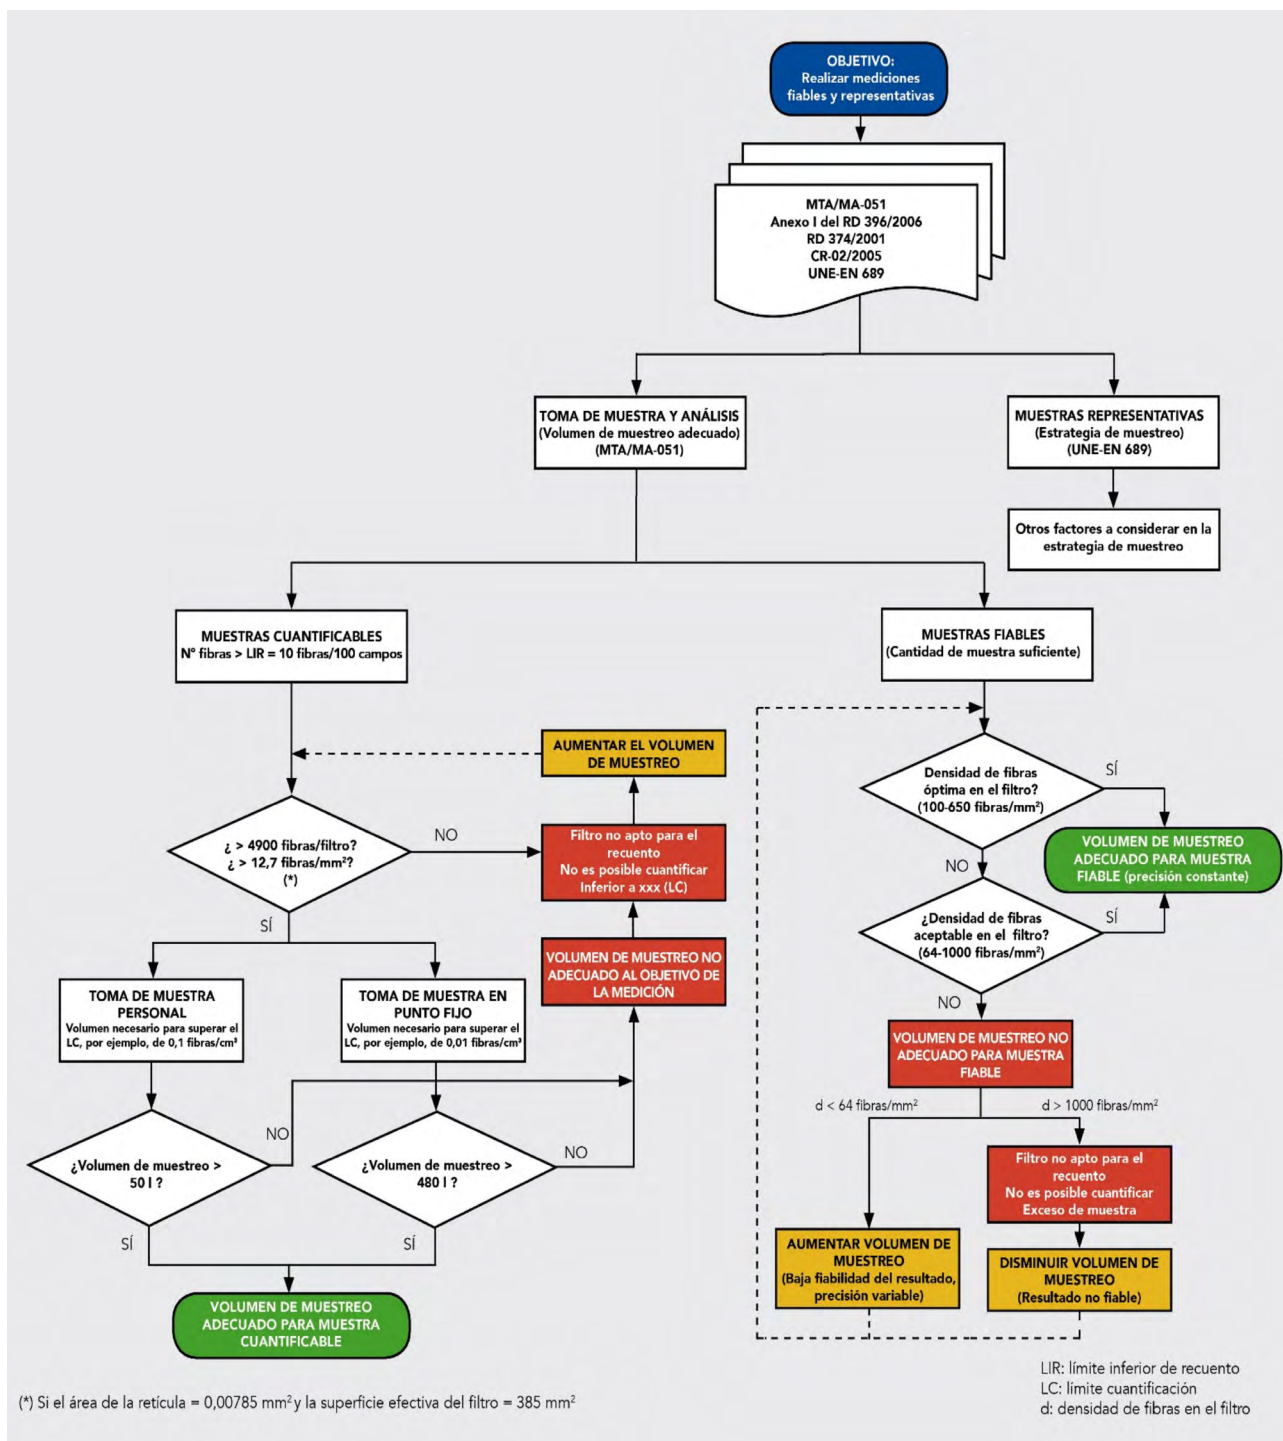 OBJETIVO:
Realizar mediciones
fiables y representativas
MTA/MA-051
Anexo I del RD 396/2006
RD 374/2001
CR-02/2005
UNE-EN 689
TOMA DE MUESTRA Y ANÁLISIS
(Volumen de muestreo adecuado)
(MTA/MA-051)
MUESTRAS REPRESENTATIVAS
(Estrategia de muestreo)
(UNE-EN 689)
Otros factores a considerar en la
estrategia de muestreo
MUESTRAS CUANTIFICABLES
Nº fibras > LIR = 10 fibras/100 campos
MUESTRAS FIABLES
(Cantidad de muestra suficiente)
AUMENTAR EL VOLUMEN
DE MUESTREO
¿ > 4900 fibras/filtro?
¿ > 12,7 fibras/mm²?
(*)
NO
Filtro no apto para el
recuento
No es posible cuantificar
Inferior a xxx (LC)
SÍ
VOLUMEN DE MUESTREO NO
ADECUADO AL OBJETIVO DE
LA MEDICIÓN
TOMA DE MUESTRA
PERSONAL
Volumen necesario para superar el
LC, por ejemplo, de 0,1 fibras/cm³
TOMA DE MUESTRA EN
PUNTO FIJO
Volumen necesario para superar el
LC, por ejemplo, de 0,01 fibras/cm³
¿Volumen de muestreo >
50 l ?
NO
¿Volumen de muestreo >
480 l ?
NO
SÍ
SÍ
VOLUMEN DE MUESTREO
ADECUADO PARA MUESTRA
CUANTIFICABLE
Densidad de fibras
óptima en el filtro?
(100-650 fibras/mm²)
SÍ
NO
VOLUMEN DE MUESTREO
ADECUADO PARA MUESTRA
FIABLE (precisión constante)
¿Densidad de fibras
aceptable en el filtro?
(64-1000 fibras/mm²)
SÍ
NO
VOLUMEN DE MUESTREO NO
ADECUADO PARA MUESTRA
FIABLE
d < 64 fibras/mm²
d > 1000 fibras/mm²
Filtro no apto para el
recuento
No es posible cuantificar
Exceso de muestra
AUMENTAR VOLUMEN DE
MUESTREO
(Baja fiabilidad del resultado,
precisión variable)
DISMINUIR VOLUMEN DE
MUESTREO
(Resultado no fiable)
(*) Si el área de la retícula = 0,00785 mm² y la superficie efectiva del filtro = 385 mm²
LIR: límite inferior de recuento
LC: límite cuantificación
d: densidad de fibras en el filtro